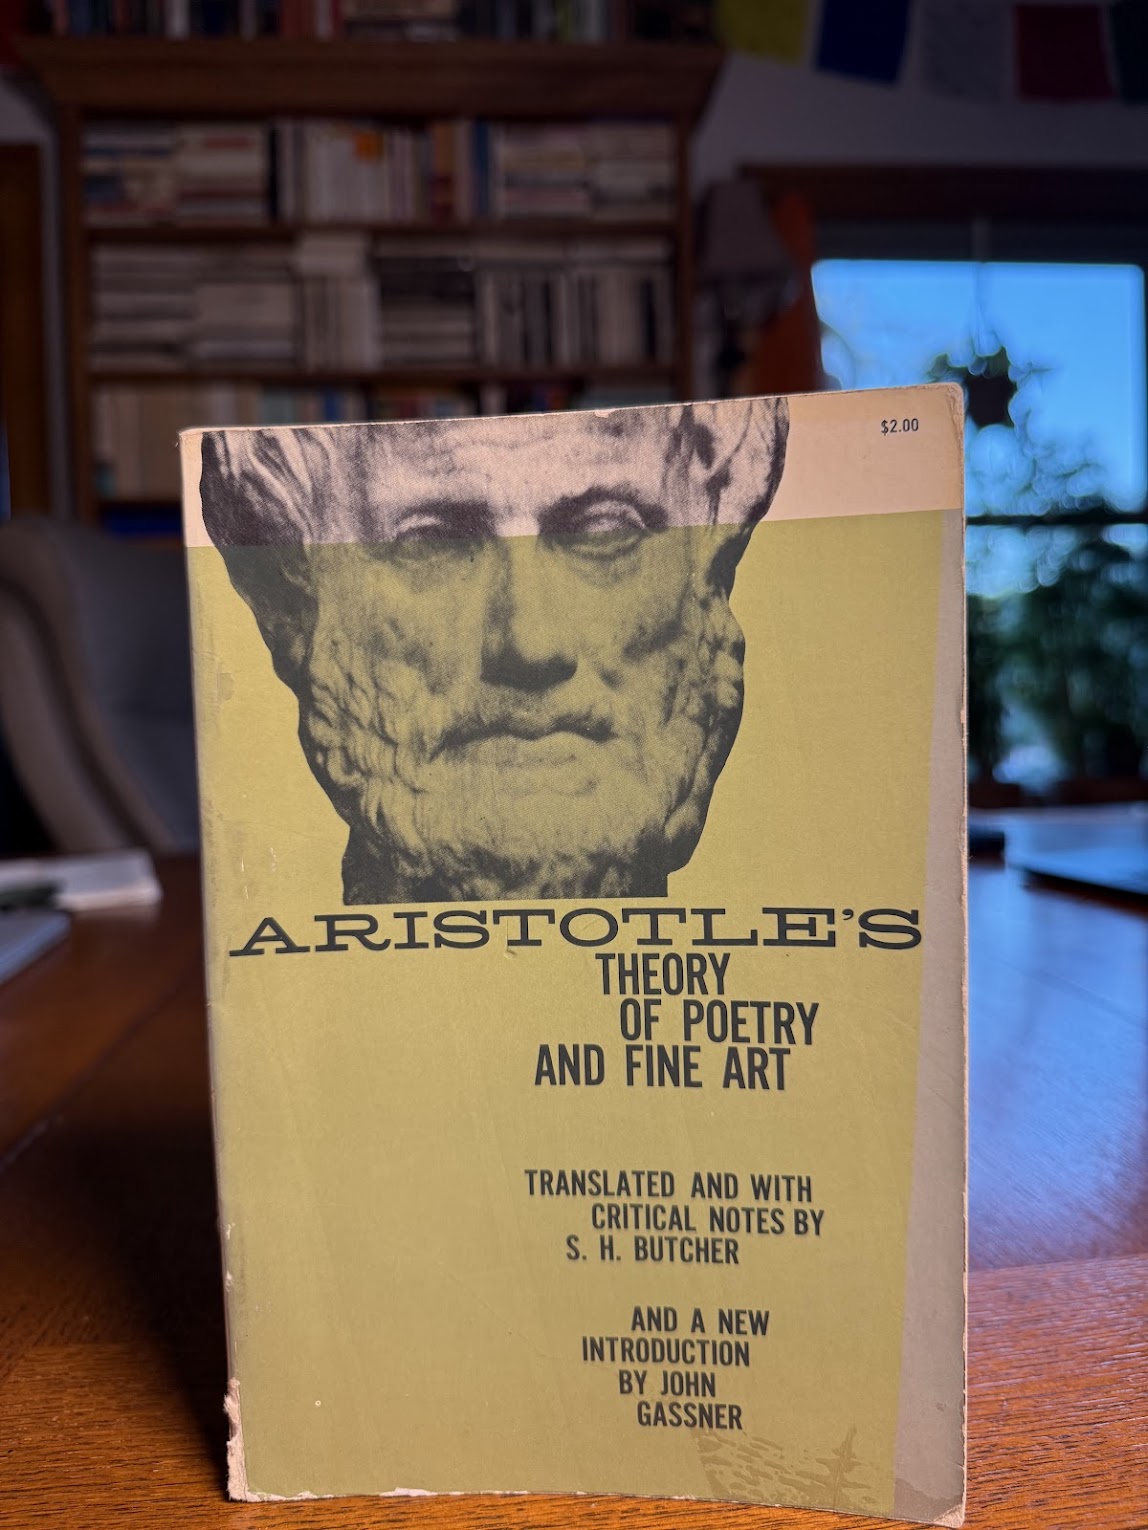 $2.00
ARISTOTLE'S
THEORY
OF POETRY
AND FINE ART
TRANSLATED AND WITH
CRITICAL NOTES BY
S. H. BUTCHER
AND A NEW
INTRODUCTION
BY JOHN
GASSNER